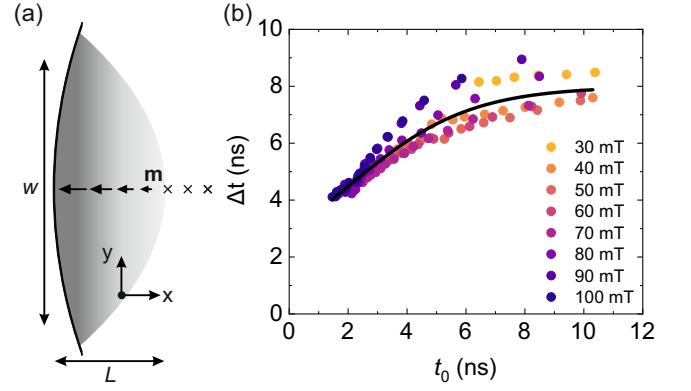 (a)
w
m
y
x
L
(b)
Δt (ns)
10
8
6
4
2
0
30 mT
40 mT
50 mT
60 mT
70 mT
80 mT
90 mT
100 mT
0 2 4 6 8 10 12
t₀ (ns)